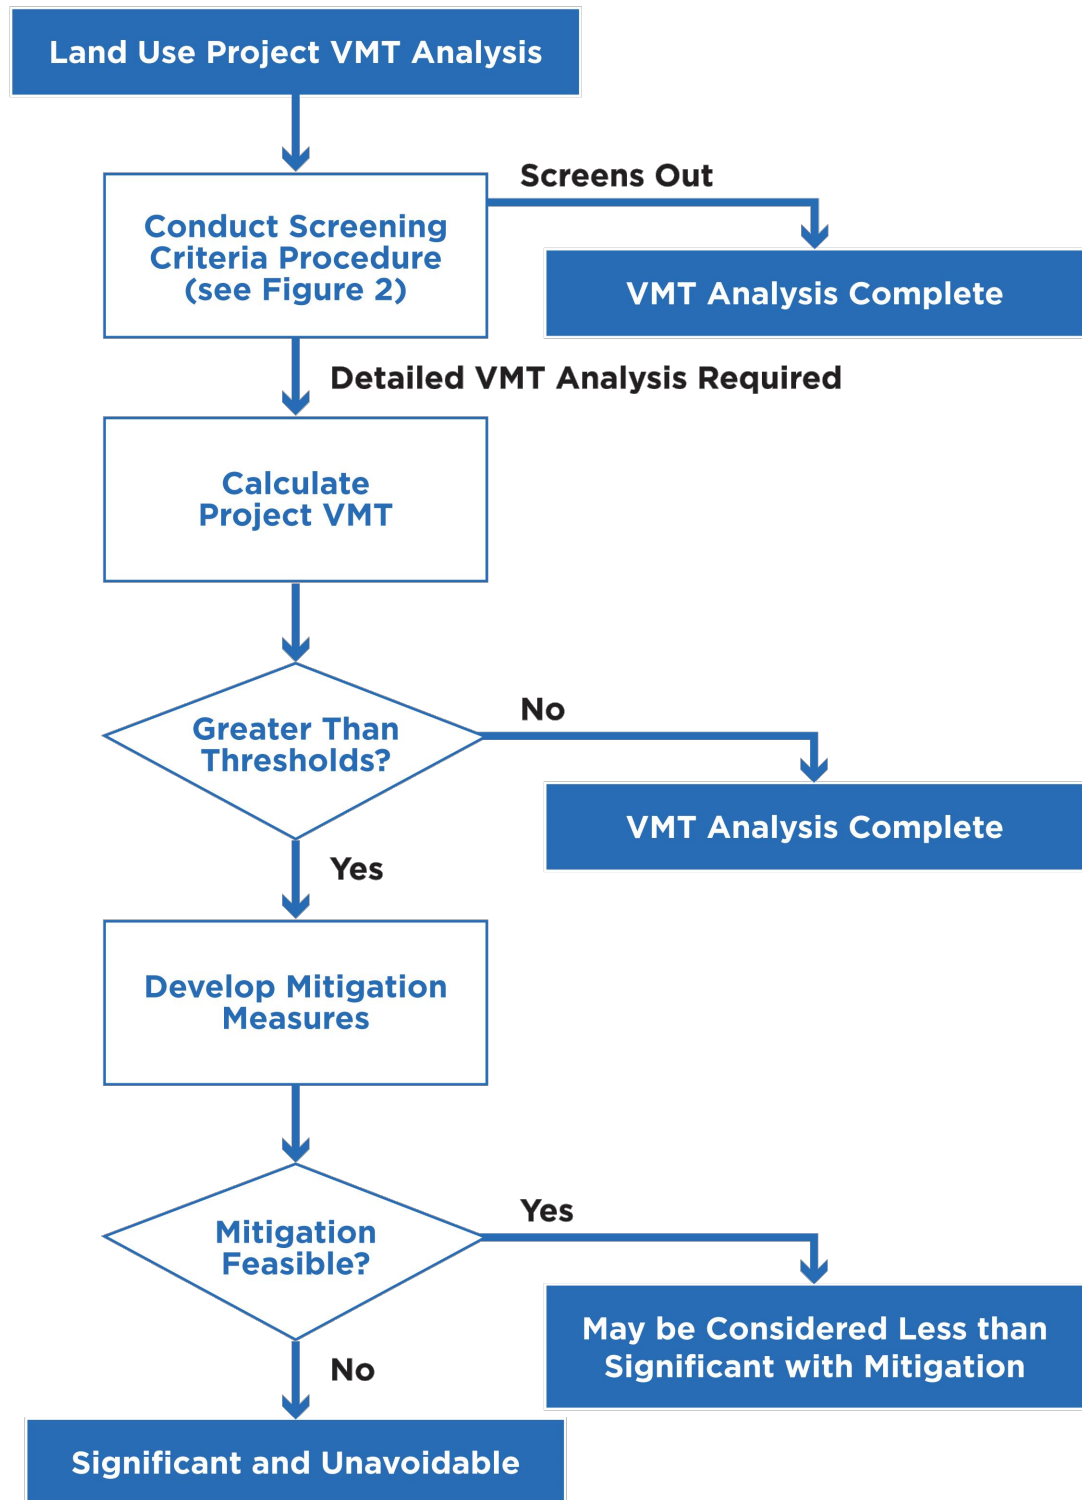 Land Use Project VMT Analysis
Screens Out
Conduct Screening
Criteria Procedure
(see Figure 2)
VMT Analysis Complete
Detailed VMT Analysis Required
Calculate
Project VMT
No
Greater Than
Thresholds?
VMT Analysis Complete
Yes
Develop Mitigation
Measures
Yes
Mitigation
Feasible?
May be Considered Less than
Significant with Mitigation
No
Significant and Unavoidable